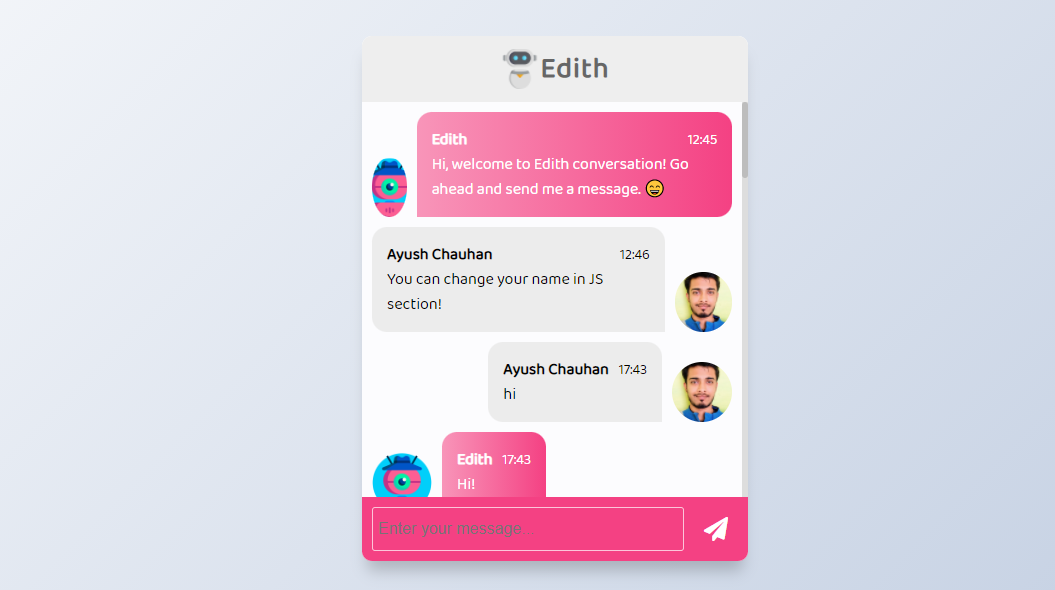 Edith
Edith 12:45
Hi, welcome to Edith conversation! Go
ahead and send me a message. 😄
Ayush Chauhan 12:46
You can change your name in JS
section!
Ayush Chauhan 17:43
hi
Edith 17:43
Hi!
Enter your message...